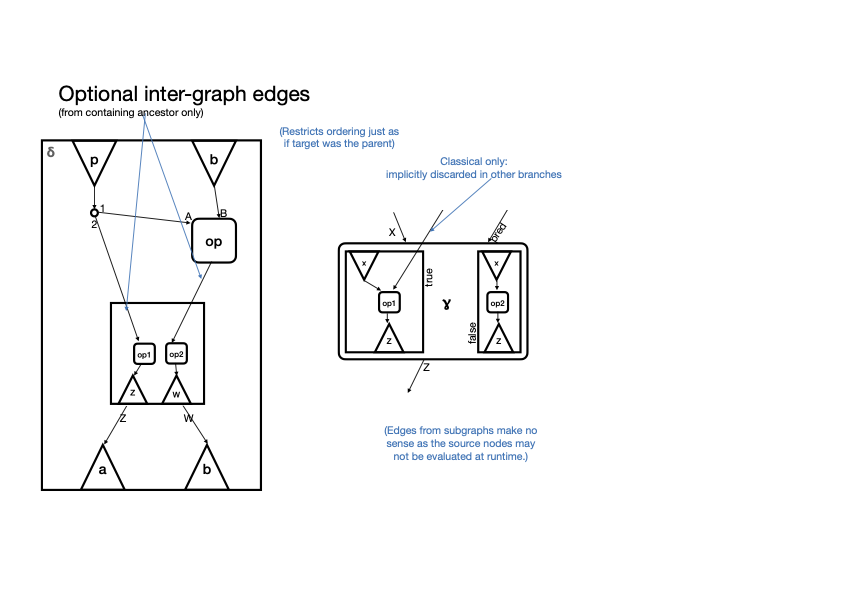 Optional inter-graph edges
(from containing ancestor only)
(Restricts ordering just as
if target was the parent)
Classical only:
implicitly discarded in other branches
δ
p
b
1
2
A
B
op
op1
op2
z
w
Z
W
a
b
X
pred
x
op1
z
true
γ
false
x
op2
z
Z
(Edges from subgraphs make no
sense as the source nodes may
not be evaluated at runtime.)